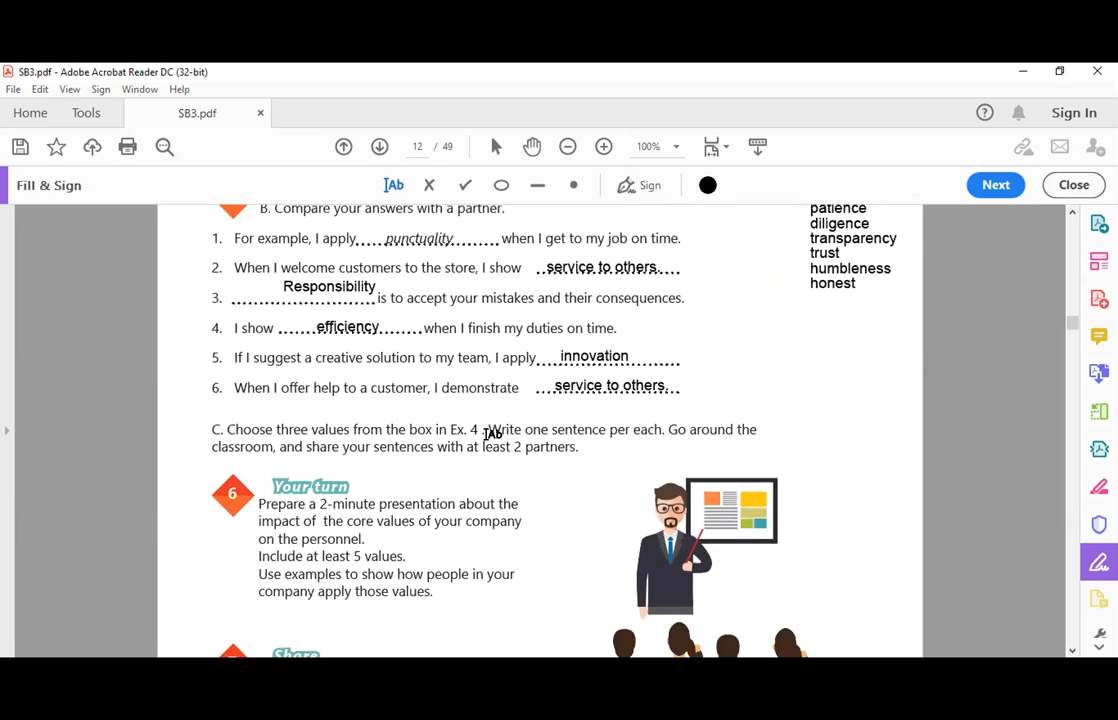 SB3.pdf - Adobe Acrobat Reader DC (32-bit)
File Edit View Sign Window Help
Home Tools SB3.pdf × Sign In
12 / 49 100%
Fill & Sign Ab Sign Next Close
B. Compare your answers with a partner.
1. For example, I apply punctuality when I get to my job on time.
2. When I welcome customers to the store, I show service to others.
3. Responsibility is to accept your mistakes and their consequences.
4. I show efficiency when I finish my duties on time.
5. If I suggest a creative solution to my team, I apply innovation
6. When I offer help to a customer, I demonstrate service to others.
patience
diligence
transparency
trust
humbleness
honest
C. Choose three values from the box in Ex. 4 Write one sentence per each. Go around the
classroom, and share your sentences with at least 2 partners.
6 Your turn
Prepare a 2-minute presentation about the
impact of the core values of your company
on the personnel.
Include at least 5 values.
Use examples to show how people in your
company apply those values.
Share